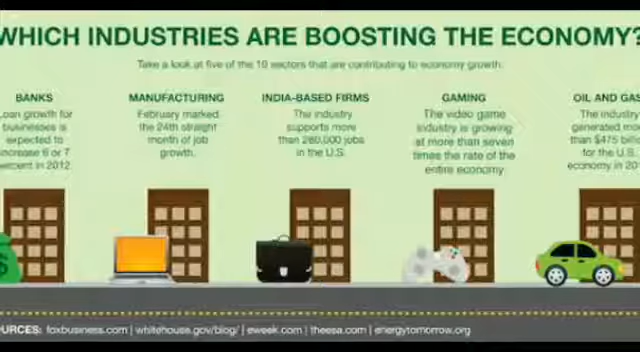 WHICH INDUSTRIES ARE BOOSTING THE ECONOMY?
Take a look at five of the 10 sectors that are contributing to economy growth.
BANKS
Loan growth for
businesses is
expected to
increase 6 or 7
percent in 2012.
MANUFACTURING
February marked
the 24th straight
month of job
growth.
INDIA-BASED FIRMS
The industry
supports more
than 280,000 jobs
in the U.S.
GAMING
The video game
industry is growing
at more than seven
times the rate of the
entire economy
OIL AND GAS
The industry
generated more
than $475 billion
for the U.S.
economy in
$
SOURCES: foxbusiness.com | whitehouse.gov/blog/ | eweek.com | theesa.com | energytomorrow.org